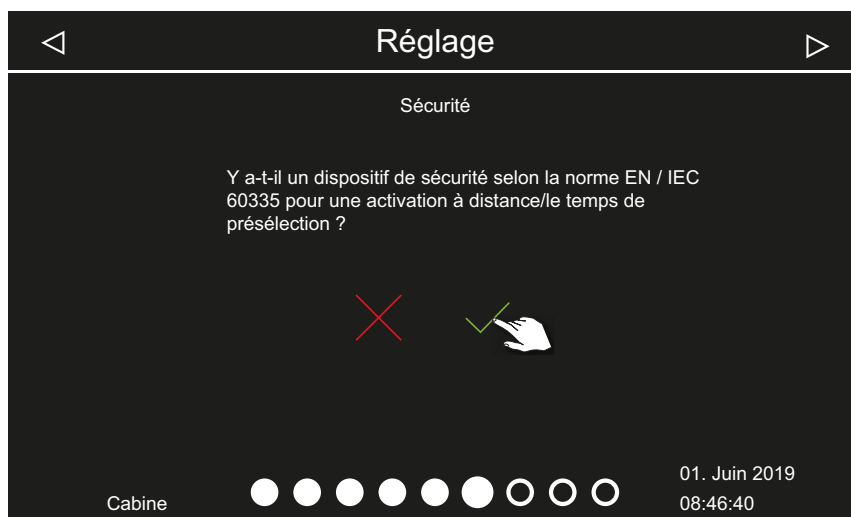 Réglage
Sécurité
Y a-t-il un dispositif de sécurité selon la norme EN / IEC
60335 pour une activation à distance/le temps de
présélection ?
01. Juin 2019
Cabine
08:46:40